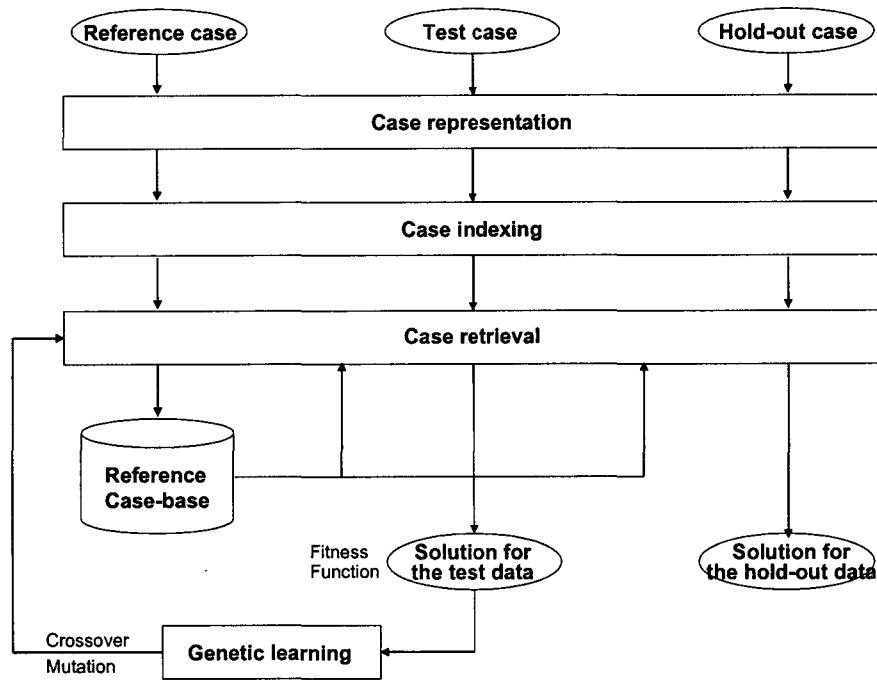 Reference case
Test case
Hold-out case
Case representation
Case indexing
Case retrieval
Reference
Case-base
Fitness
Function
Solution for
the test data
Solution for
the hold-out data
Crossover
Mutation
Genetic learning